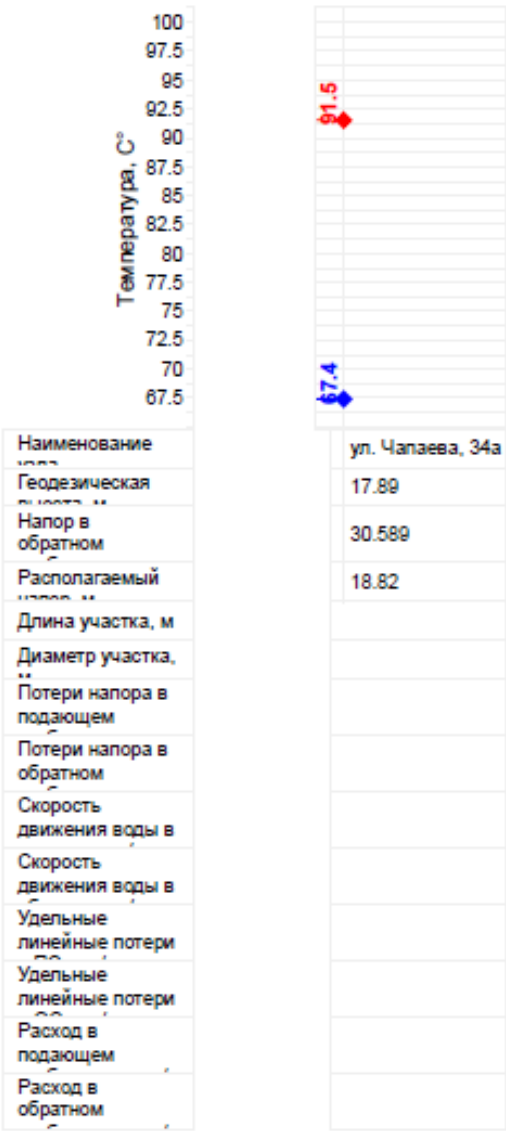 100
97.5
95
92.5
90
87.5
85
82.5
80
77.5
75
72.5
70
67.5
Температура, С°
91.5
67.4
Наименование
ул. Чапаева, 34а
Геодезическая
17.89
Напор в
обратном
30.589
Располагаемый
18.82
Длина участка, м
Диаметр участка,
Потери напора в
подающем
Потери напора в
обратном
Скорость
движения воды в
Скорость
движения воды в
Удельные
линейные потери
Удельные
линейные потери
Расход в
подающем
Расход в
обратном